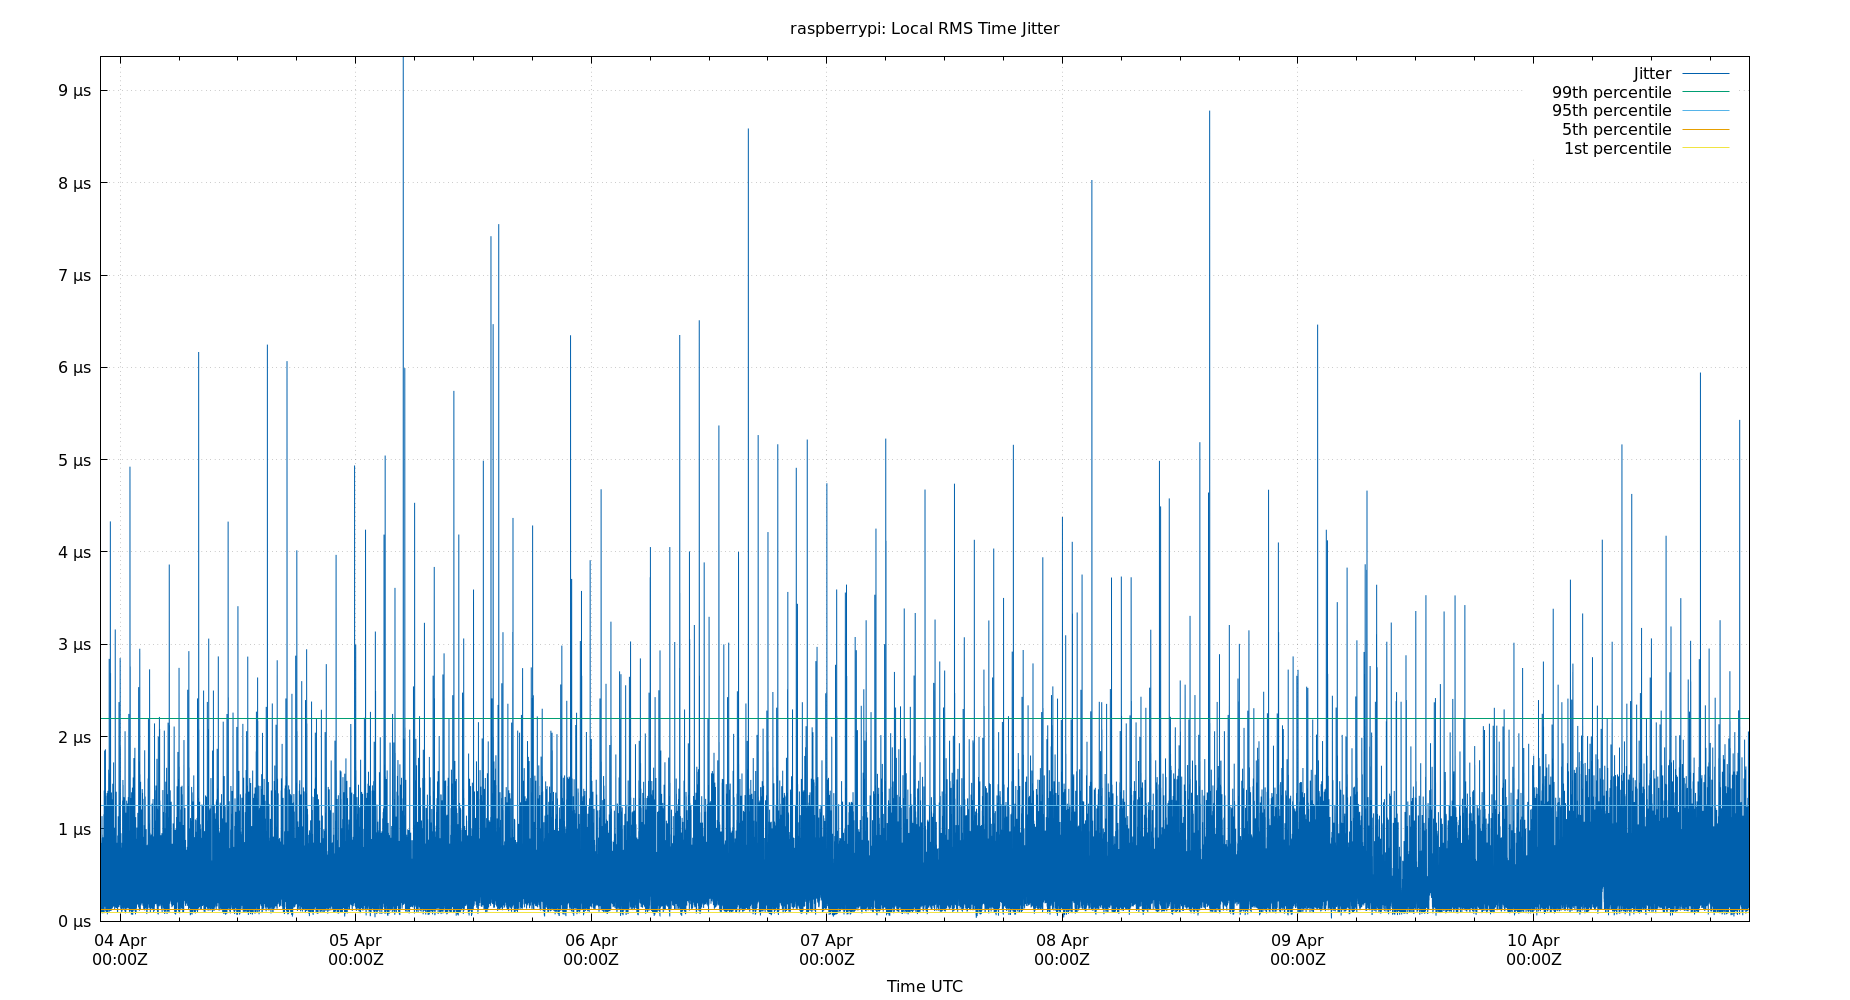 raspberrypi: Local RMS Time Jitter
Jitter
99th percentile
95th percentile
5th percentile
1st percentile
9 µs
8 µs
7 µs
6 µs
5 µs
4 µs
3 µs
2 µs
1 µs
0 µs
04 Apr 05 Apr 06 Apr 07 Apr 08 Apr 09 Apr 10 Apr
00:00Z 00:00Z 00:00Z 00:00Z 00:00Z 00:00Z 00:00Z
Time UTC